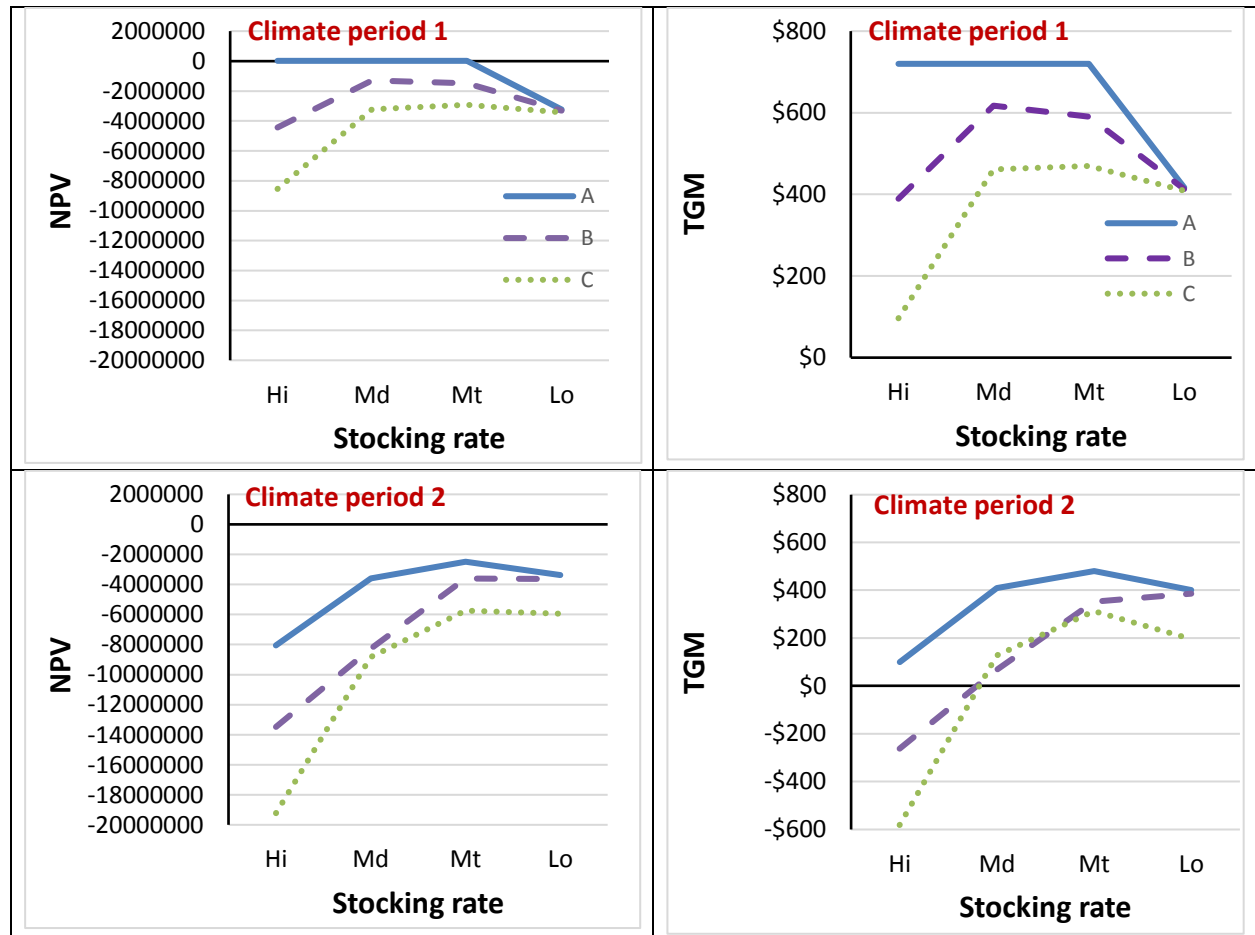 Climate period 1
2000000
0
-2000000
-4000000
-6000000
-8000000
-10000000
-12000000
-14000000
-16000000
-18000000
-20000000
NPV
A
B
C
Hi Md Mt Lo
Stocking rate
Climate period 1
$800
$600
$400
$200
$0
TGM
A
B
C
Hi Md Mt Lo
Stocking rate
Climate period 2
2000000
0
-2000000
-4000000
-6000000
-8000000
-10000000
-12000000
-14000000
-16000000
-18000000
-20000000
NPV
Hi Md Mt Lo
Stocking rate
Climate period 2
$800
$600
$400
$200
$0
-$200
-$400
-$600
TGM
Hi Md Mt Lo
Stocking rate